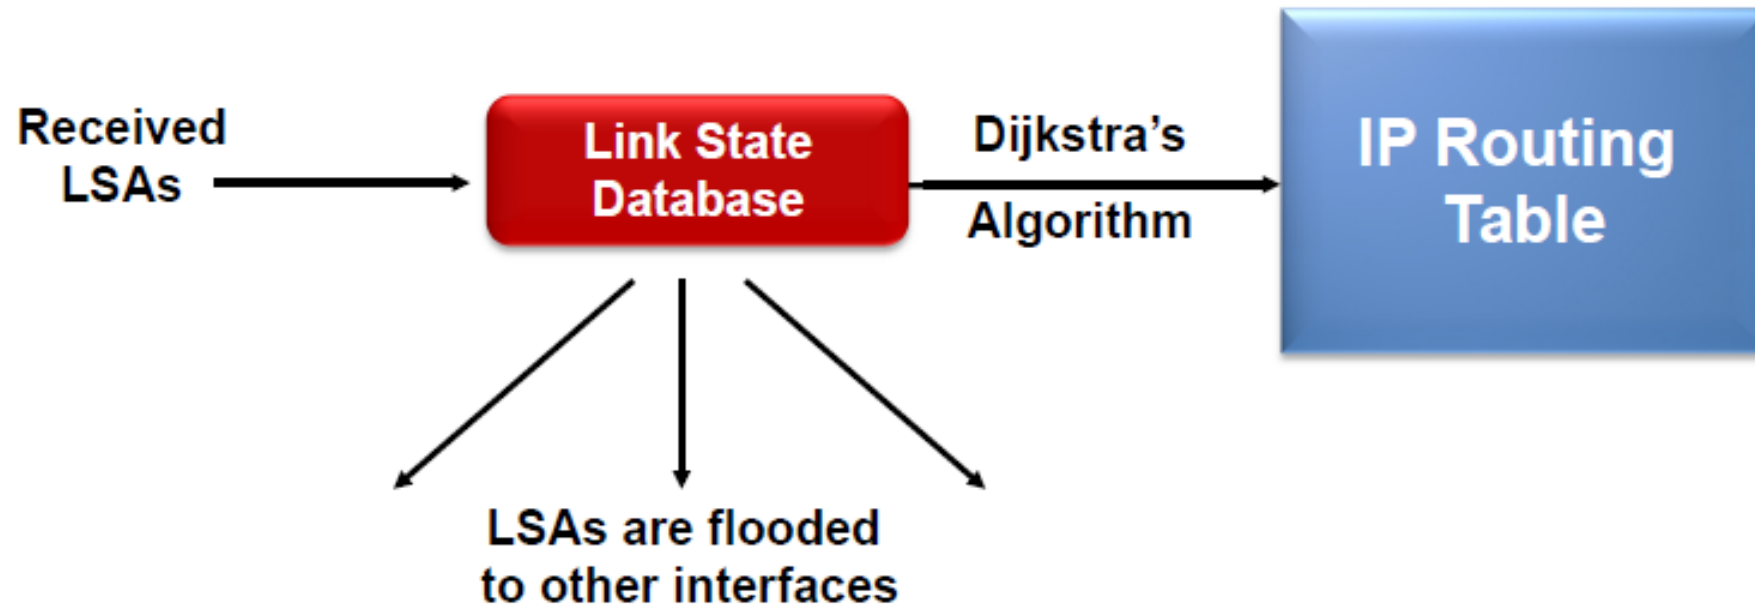 Received
LSAs
Link State
Database
Dijkstra's
Algorithm
IP Routing
Table
LSAs are flooded
to other interfaces